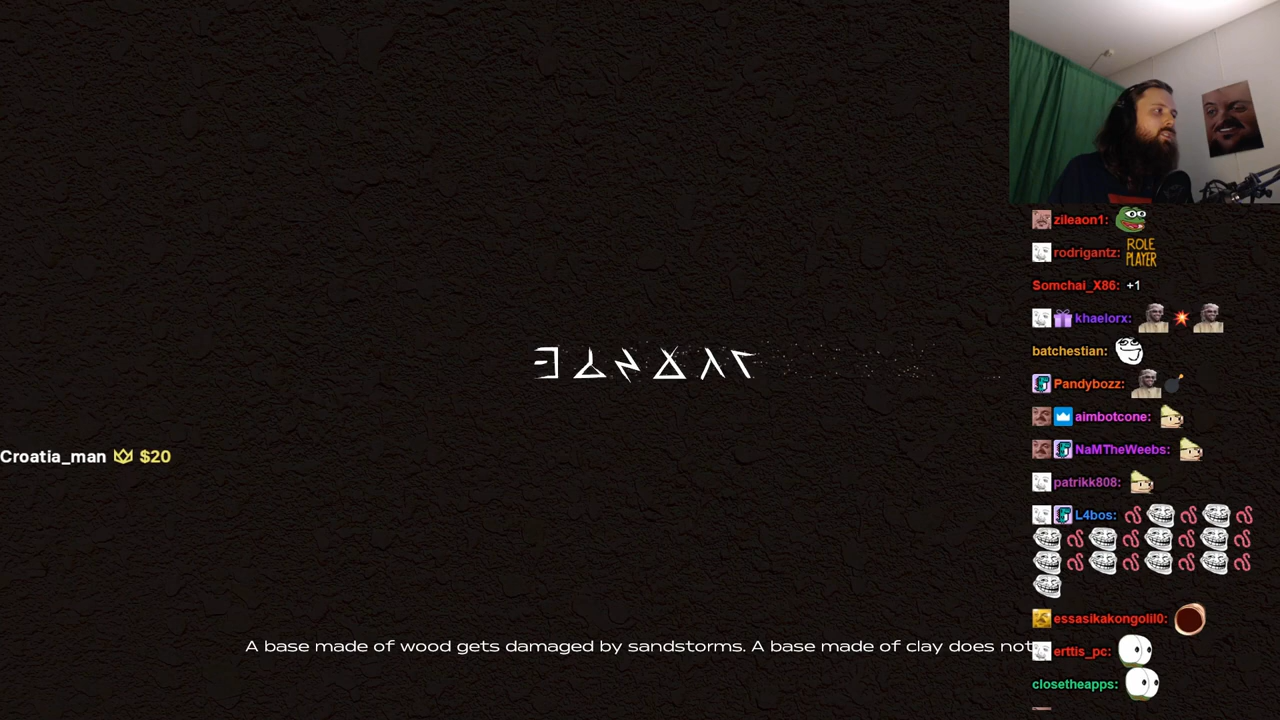 zileaon1:
rodrigantz: ROLE PLAYER
Somchai_X86: +1
khaelorx:
batchestian:
Pandybozz:
aimbotcone:
NaMTheWeebs:
patrikk808:
L4bos:
essasikakongolil0:
erttis_pc:
closetheapps:
Croatia_man $20
A base made of wood gets damaged by sandstorms. A base made of clay does not